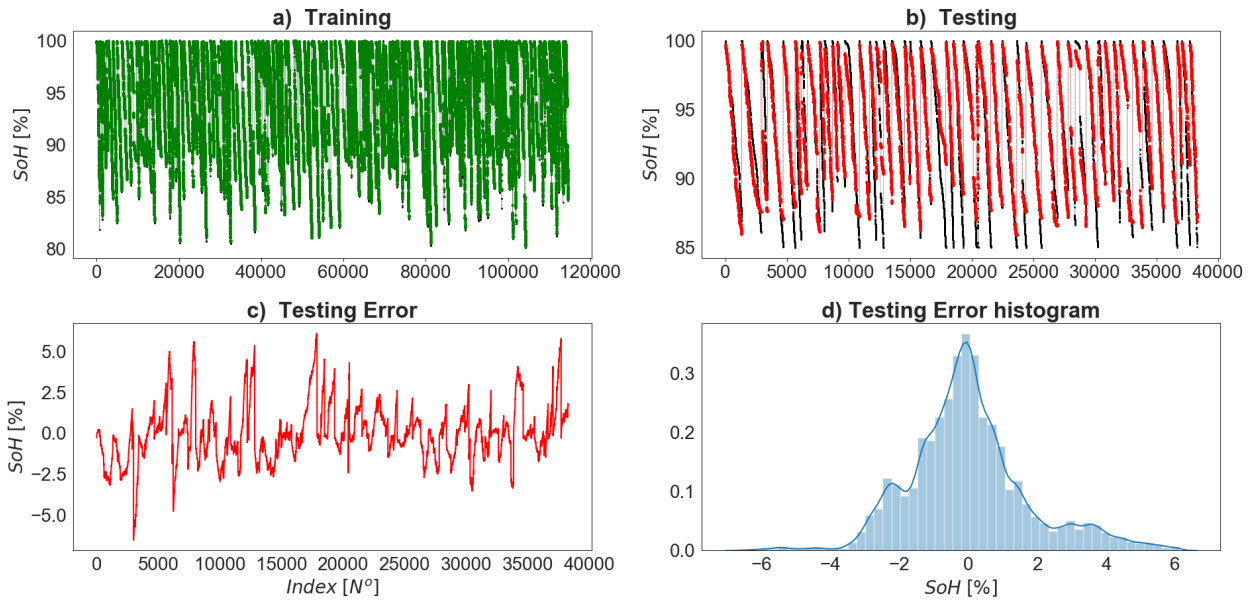 a) Training
100
95
90
85
80
SoH [%]
0 20000 40000 60000 80000 100000 120000
b) Testing
100
95
90
85
SoH [%]
0 5000 10000 15000 20000 25000 30000 35000 40000
c) Testing Error
5.0
2.5
0.0
−2.5
−5.0
SoH [%]
0 5000 10000 15000 20000 25000 30000 35000 40000
Index [Nº]
d) Testing Error histogram
0.3
0.2
0.1
0.0
−6 −4 −2 0 2 4 6
SoH [%]